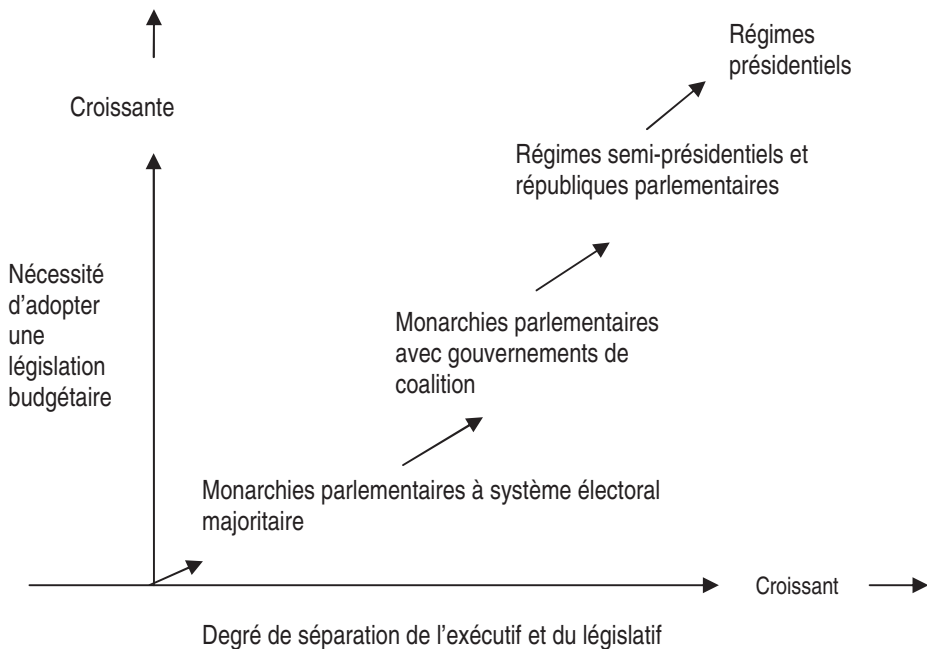 Régimes
présidentiels
Croissante
Régimes semi-présidentiels et
républiques parlementaires
Nécessité
d'adopter
une
législation
budgétaire
Monarchies parlementaires
avec gouvernements de
coalition
Monarchies parlementaires à système électoral
majoritaire
Croissant
Degré de séparation de l'exécutif et du législatif